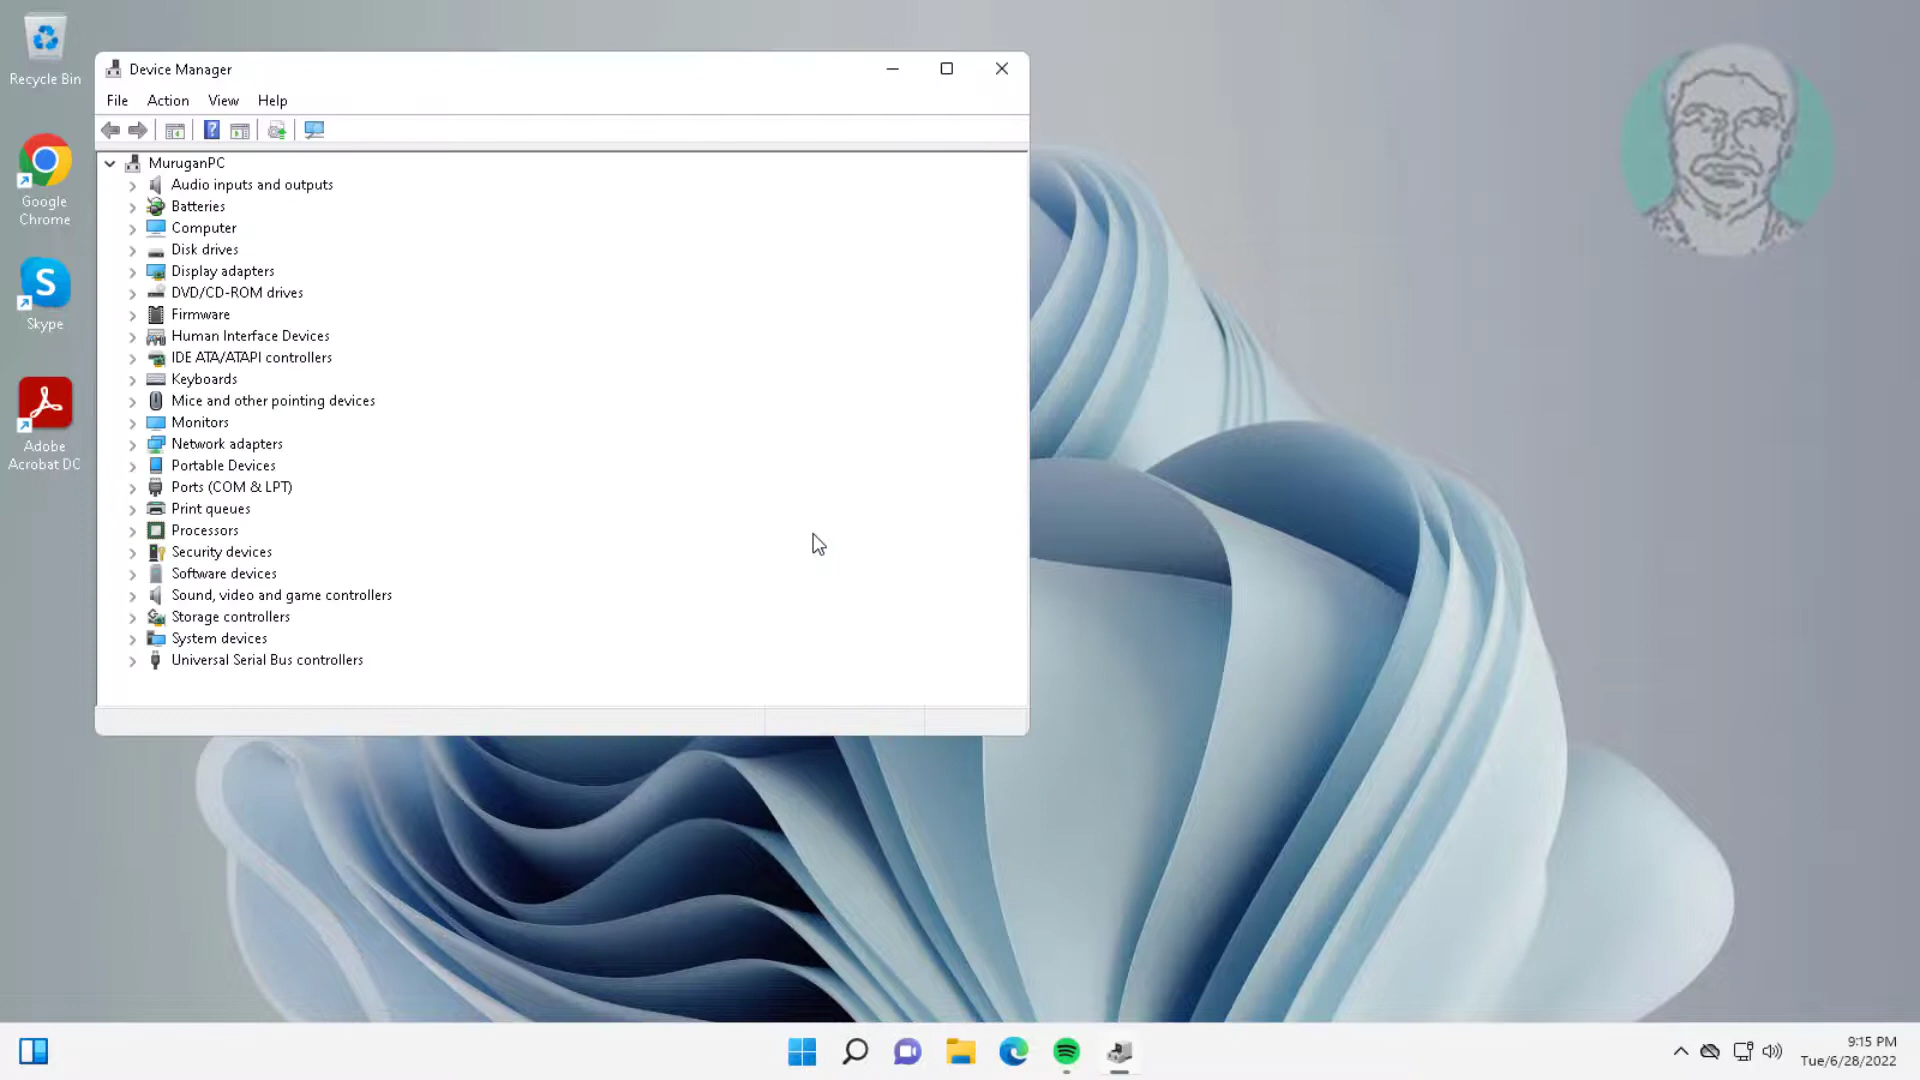 Recycle Bin
Google
Chrome
Skype
Adobe
Acrobat DC
Device Manager
File Action View Help
MuruganPC
Audio inputs and outputs
Batteries
Computer
Disk drives
Display adapters
DVD/CD-ROM drives
Firmware
Human Interface Devices
IDE ATA/ATAPI controllers
Keyboards
Mice and other pointing devices
Monitors
Network adapters
Portable Devices
Ports (COM & LPT)
Print queues
Processors
Security devices
Software devices
Sound, video and game controllers
Storage controllers
System devices
Universal Serial Bus controllers
9:15 PM
Tue/6/28/2022